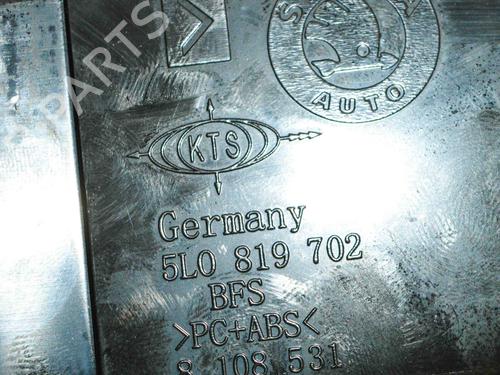 PARTS
AUTO
KTS
Germany
5L0 819 702
BFS
>PC+ABS<
8 108 531